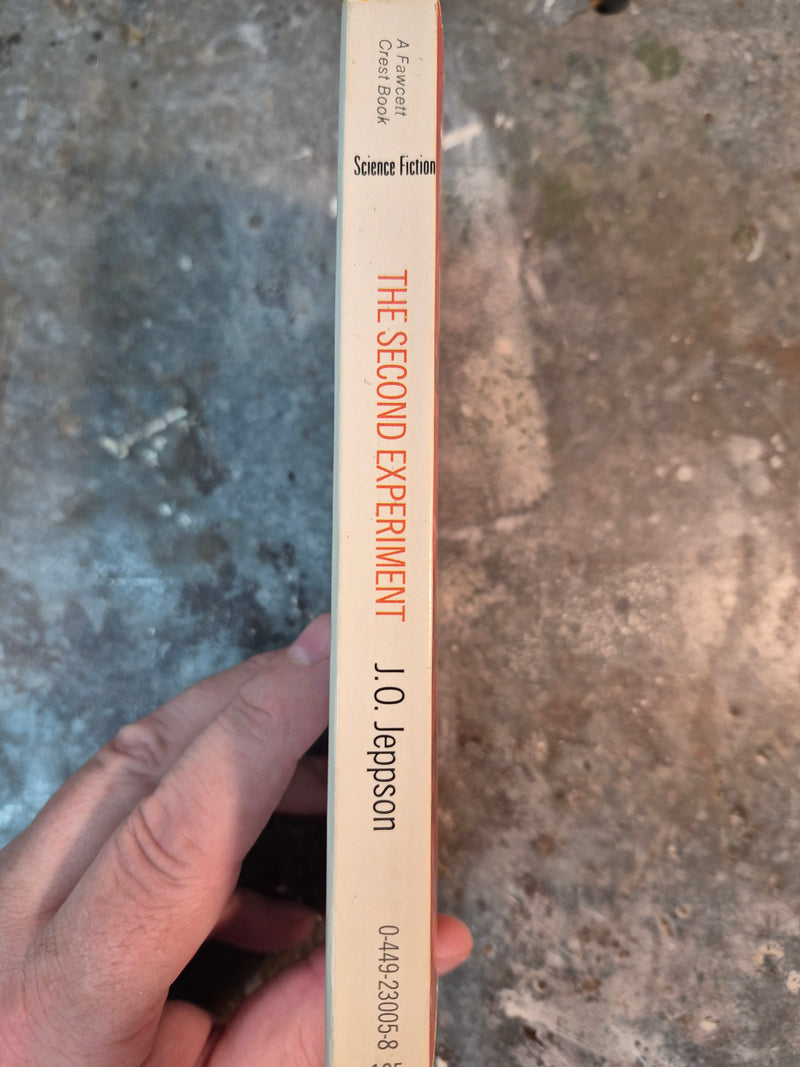 A Fawcett
Crest Book
Science Fiction
THE SECOND EXPERIMENT
J.O. Jeppson
0-449-23005-8